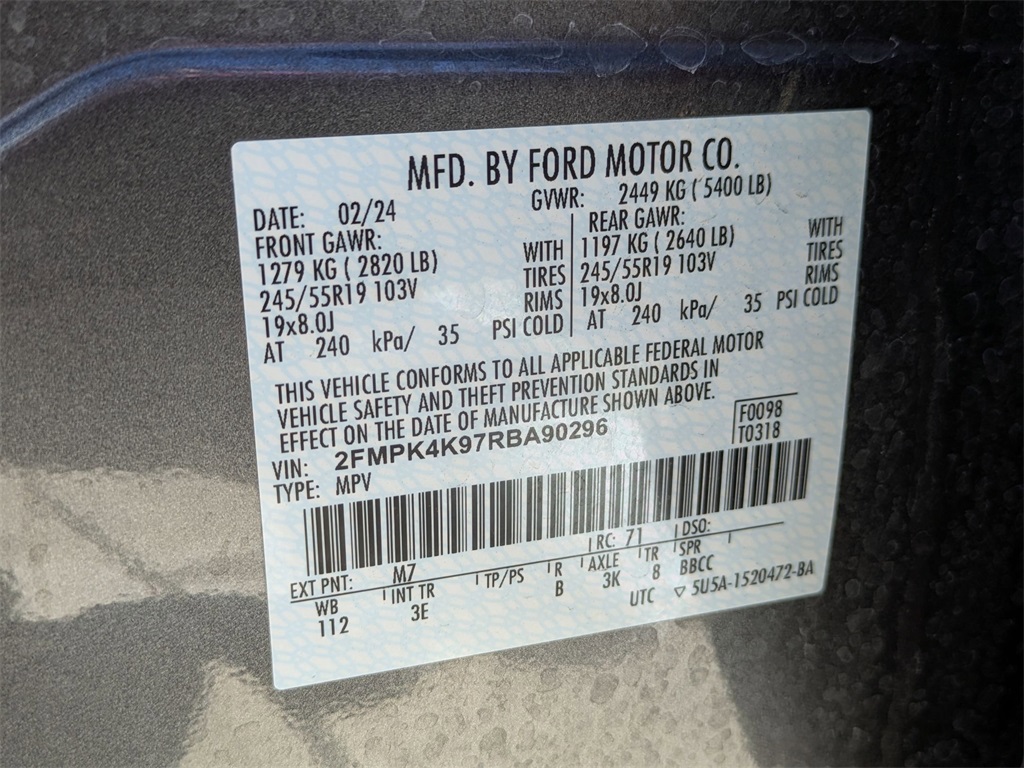 MFD. BY FORD MOTOR CO.
DATE: 02/24 GVWR: 2449 KG ( 5400 LB)
FRONT GAWR:
1279 KG ( 2820 LB) WITH
245/55R19 103V TIRES
19x8.0J RIMS
AT 240 kPa/ 35 PSI COLD
REAR GAWR:
1197 KG ( 2640 LB) WITH
245/55R19 103V TIRES
19x8.0J RIMS
AT 240 kPa/ 35 PSI COLD
THIS VEHICLE CONFORMS TO ALL APPLICABLE FEDERAL MOTOR
VEHICLE SAFETY AND THEFT PREVENTION STANDARDS IN
EFFECT ON THE DATE OF MANUFACTURE SHOWN ABOVE.
VIN: 2FMPK4K97RBA90296
TYPE: MPV
F0098
T0318
EXT PNT: M7 RC: 71 DSO:
WB INT TR TP/PS R AXLE TR SPR
112 3E B 3K 8 BBCC
UTC ▽ 5U5A-1520472-BA